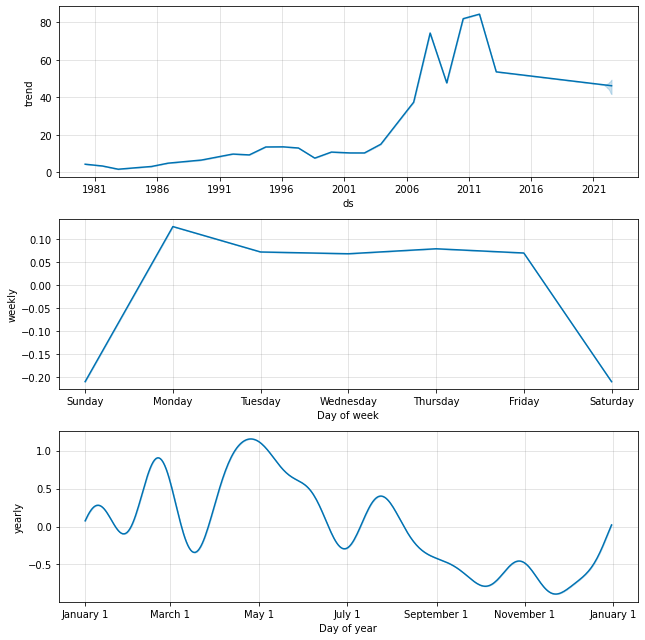 80
60
40
20
0
trend
1981 1986 1991 1996 2001 2006 2011 2016 2021
ds
0.10
0.05
0.00
−0.05
−0.10
−0.15
−0.20
weekly
Sunday Monday Tuesday Wednesday Thursday Friday Saturday
Day of week
1.0
0.5
0.0
−0.5
yearly
January 1 March 1 May 1 July 1 September 1 November 1 January 1
Day of year